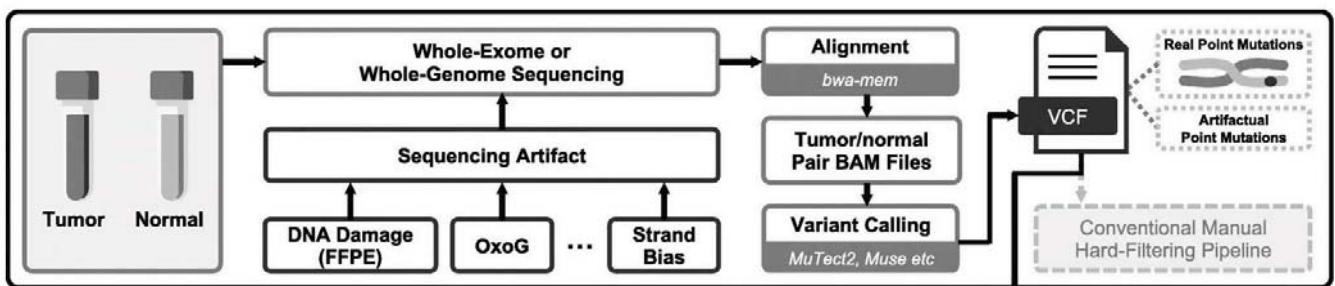 Tumor
Normal
Whole-Exome or
Whole-Genome Sequencing
Sequencing Artifact
DNA Damage
(FFPE)
OxoG
...
Strand
Bias
Alignment
bwa-mem
Tumor/normal
Pair BAM Files
Variant Calling
MuTect2, Muse etc
VCF
Real Point Mutations
Artifactual
Point Mutations
Conventional Manual
Hard-Filtering Pipeline